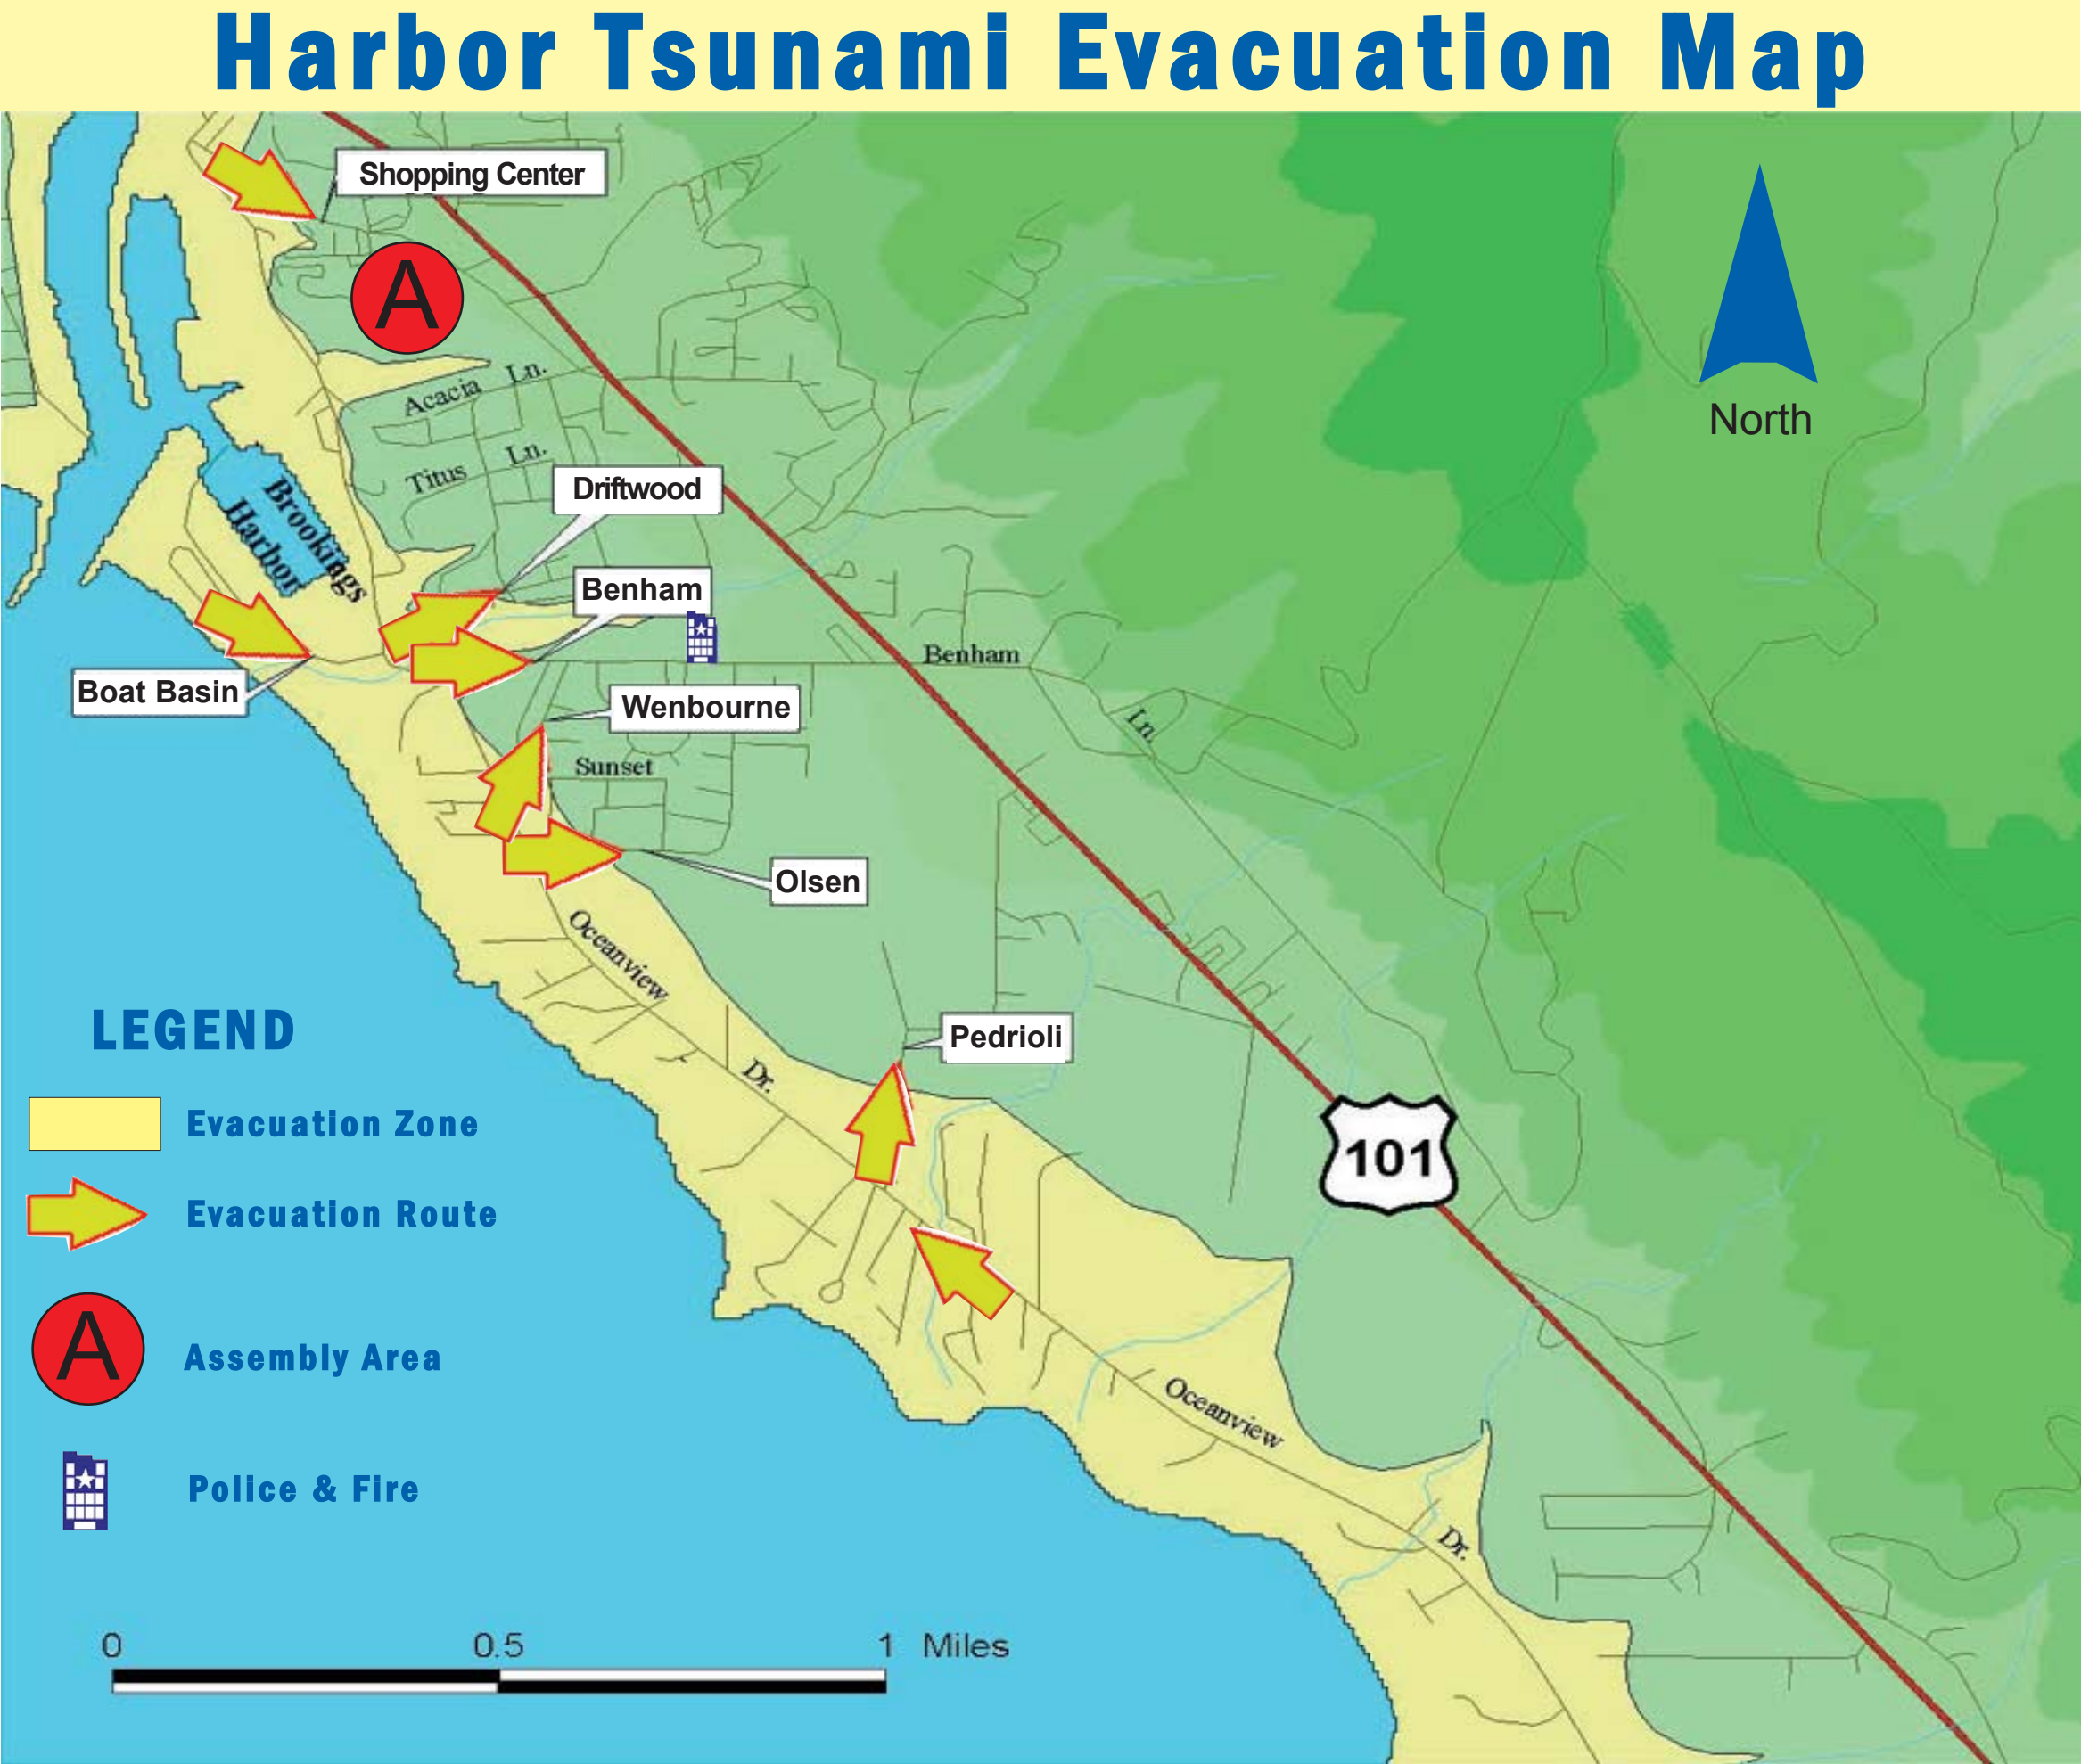 Harbor Tsunami Evacuation Map
Shopping Center
A
North
Acacia Ln.
Titus Ln.
Driftwood
Brookings
Harbor
Benham
Benham
Ln.
Boat Basin
Wenbourne
Sunset
Olsen
Oceanview
Dr.
Pedrioli
101
Oceanview
Dr.
LEGEND
Evacuation Zone
Evacuation Route
A Assembly Area
Police & Fire
0 0.5 1 Miles